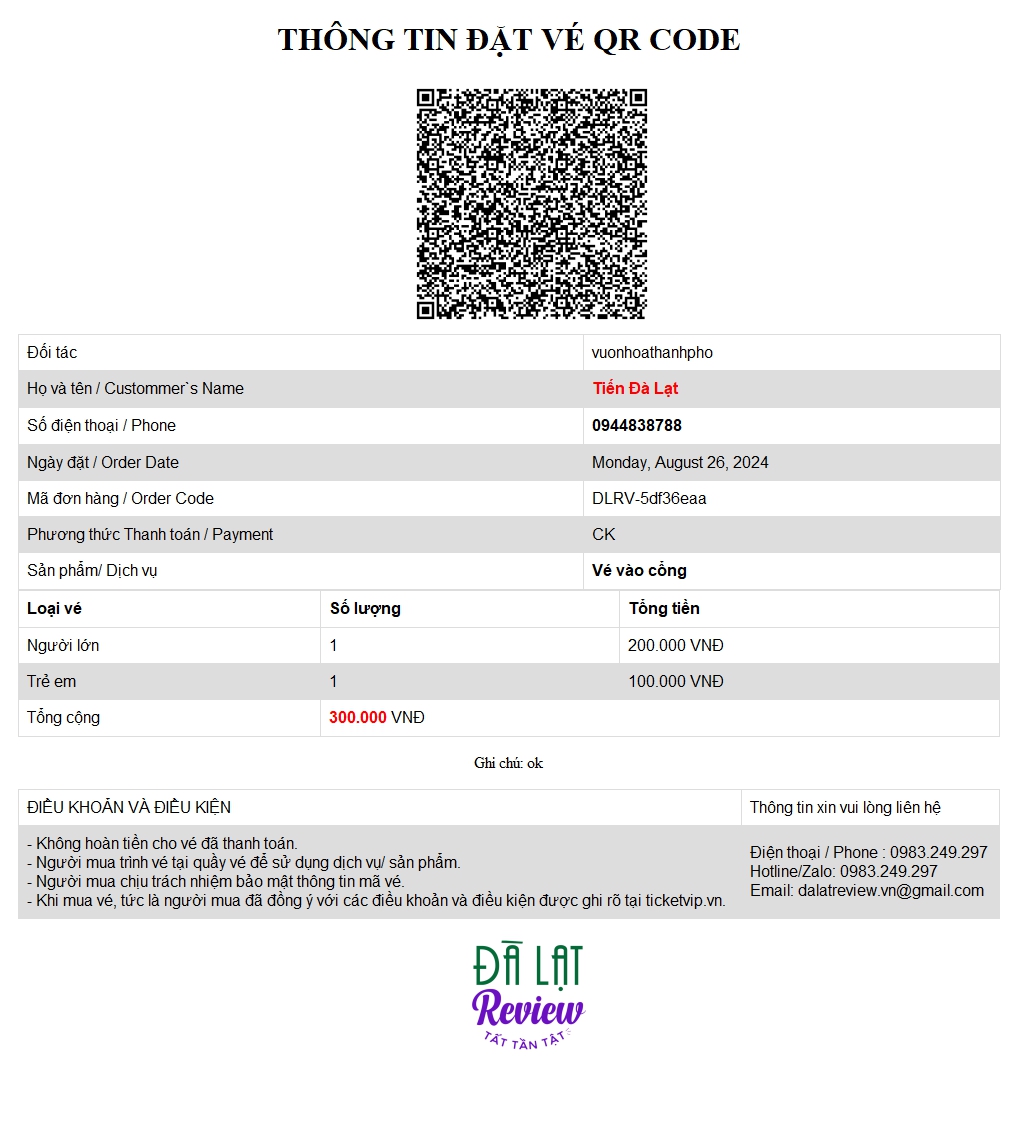 THÔNG TIN ĐẶT VÉ QR CODE
Đối tác vuonhoathanhpho
Họ và tên / Custommer`s Name Tiến Đà Lạt
Số điện thoại / Phone 0944838788
Ngày đặt / Order Date Monday, August 26, 2024
Mã đơn hàng / Order Code DLRV-5df36eaa
Phương thức Thanh toán / Payment CK
Sản phẩm/ Dịch vụ Vé vào cổng
Loại vé Số lượng Tổng tiền
Người lớn 1 200.000 VNĐ
Trẻ em 1 100.000 VNĐ
Tổng cộng 300.000 VNĐ
Ghi chú: ok
ĐIỀU KHOẢN VÀ ĐIỀU KIỆN
- Không hoàn tiền cho vé đã thanh toán.
- Người mua trình vé tại quầy vé để sử dụng dịch vụ/ sản phẩm.
- Người mua chịu trách nhiệm bảo mật thông tin mã vé.
- Khi mua vé, tức là người mua đã đồng ý với các điều khoản và điều kiện được ghi rõ tại ticketvip.vn.
Thông tin xin vui lòng liên hệ
Điện thoại / Phone : 0983.249.297
Hotline/Zalo: 0983.249.297
Email: dalatreview.vn@gmail.com
ĐÀ LẠT
Review
TẤT TẦN TẬT